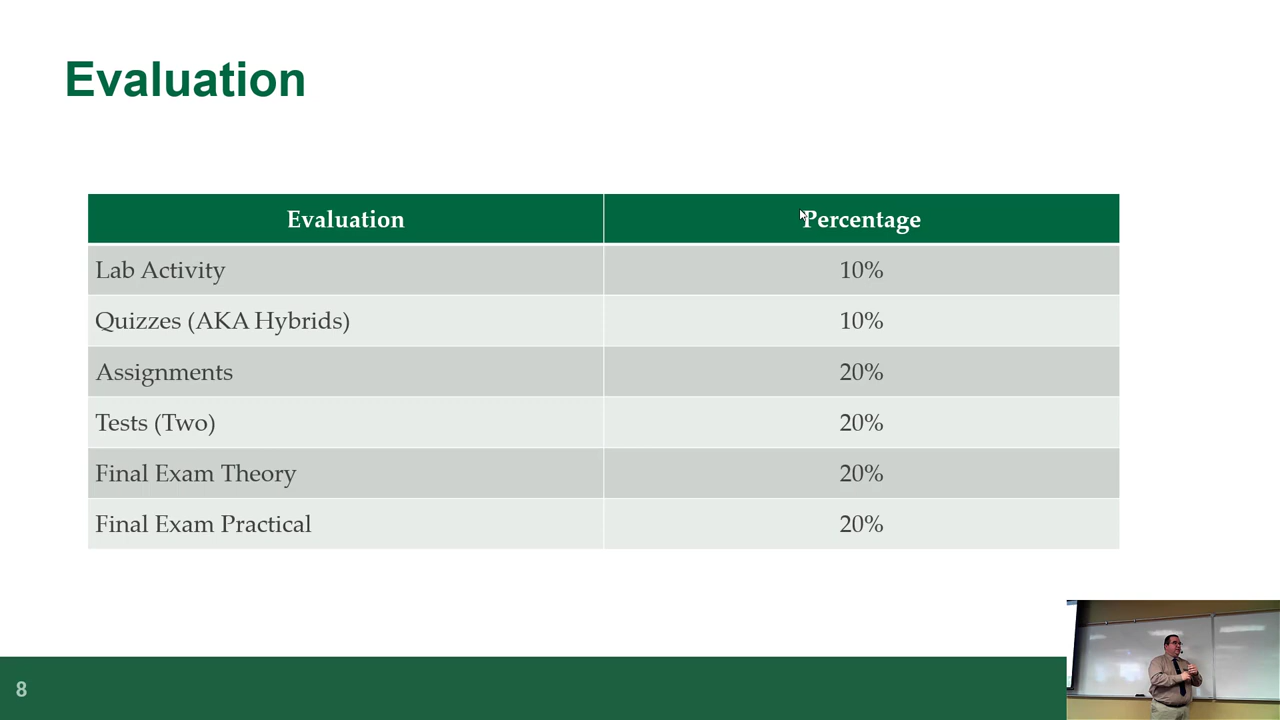 Evaluation
Evaluation Percentage
Lab Activity 10%
Quizzes (AKA Hybrids) 10%
Assignments 20%
Tests (Two) 20%
Final Exam Theory 20%
Final Exam Practical 20%
8